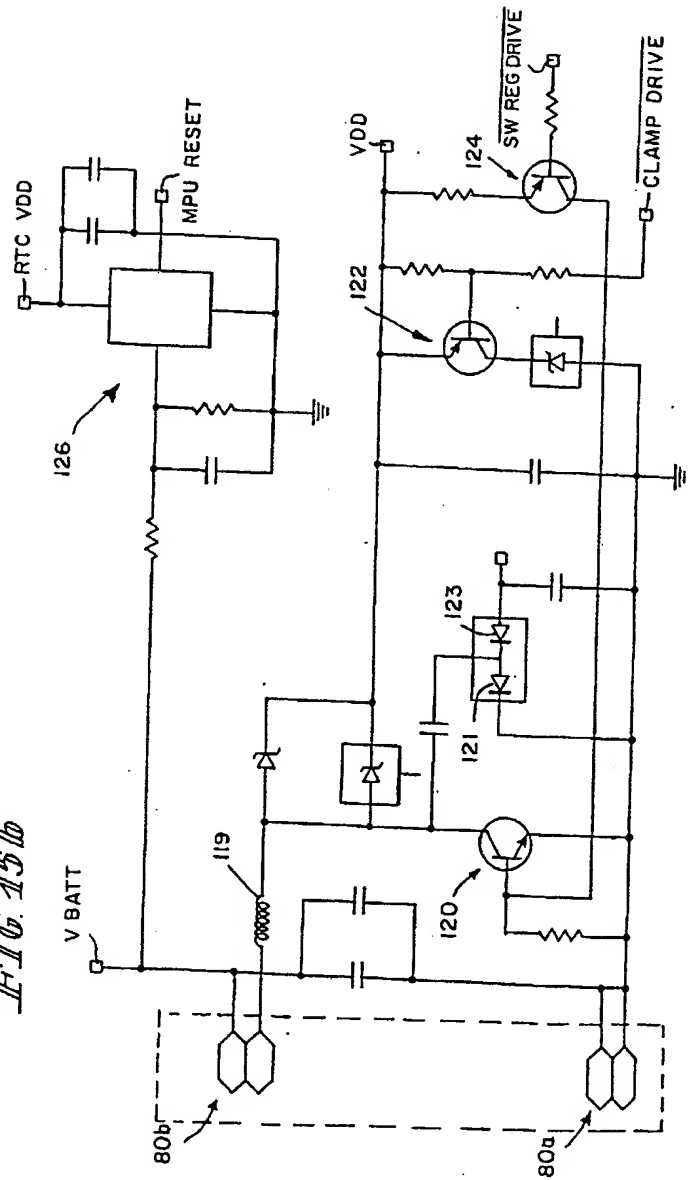 FIG. 15b
V BATT
RTC VDD
MPU RESET
126
119
80b
80a
120
121
123
122
VDD
124
SW REG DRIVE
CLAMP DRIVE